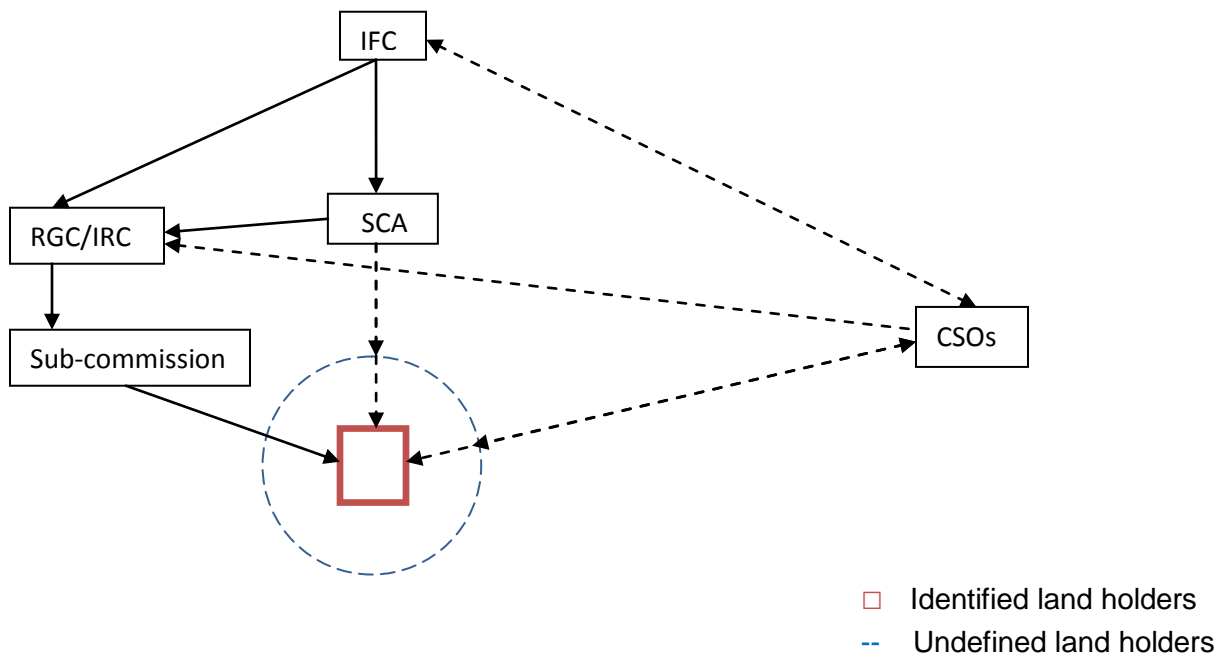 IFC
SCA
RGC/IRC
CSOs
Sub-commission
Identified land holders
-- Undefined land holders